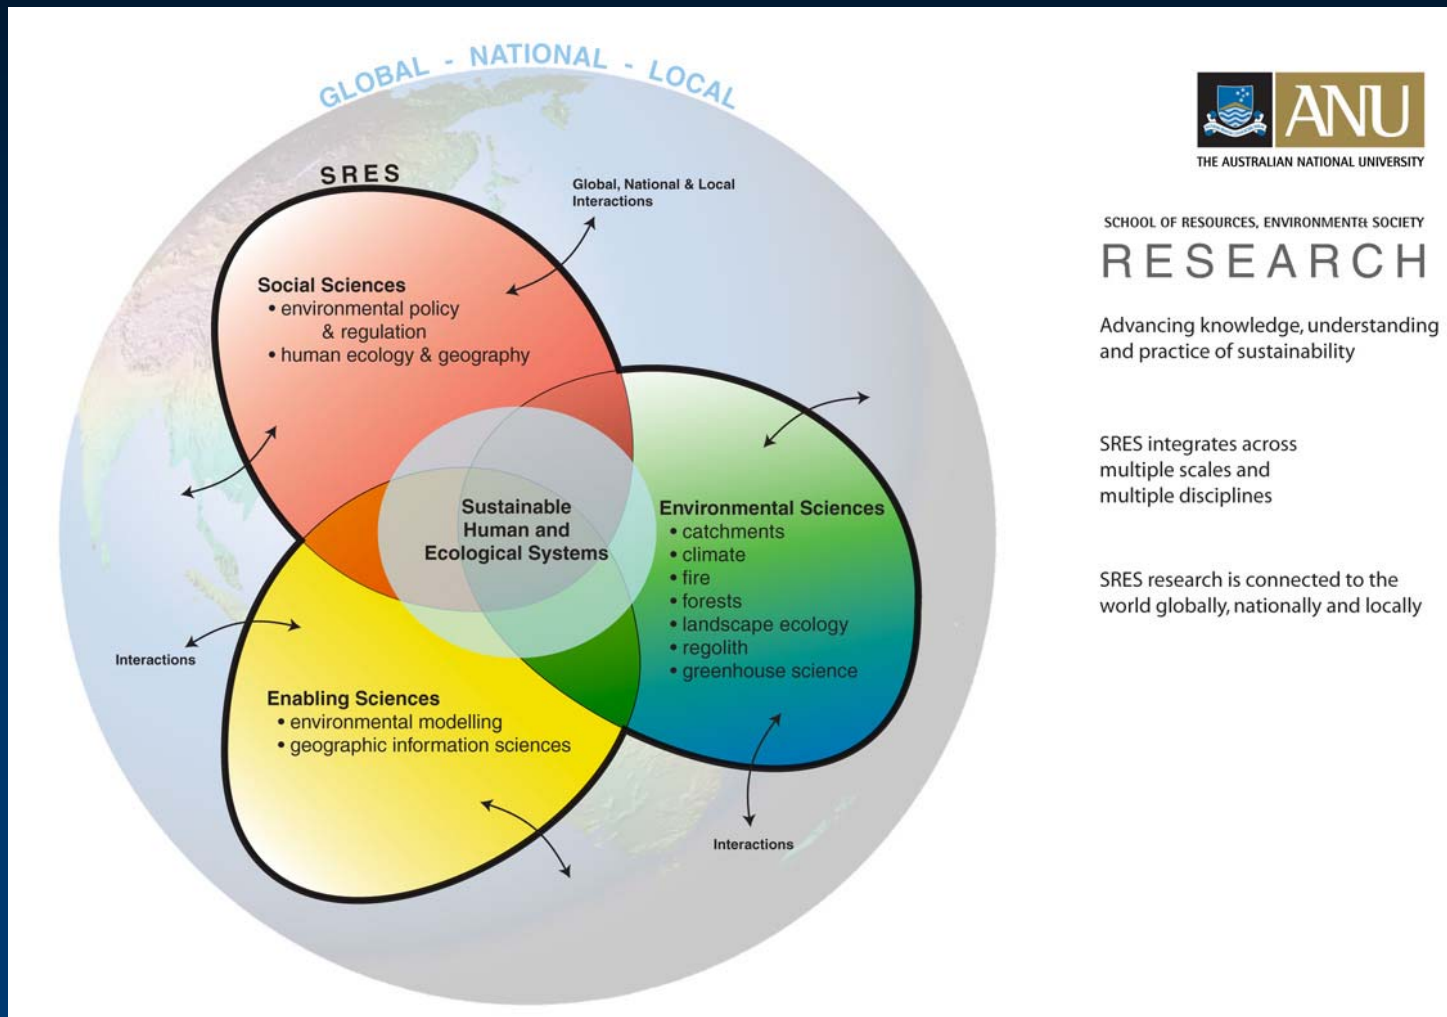 GLOBAL - NATIONAL - LOCAL
SRES
Global, National & Local
Interactions
Social Sciences
• environmental policy
& regulation
• human ecology & geography
Sustainable
Human and
Ecological Systems
Environmental Sciences
• catchments
• climate
• fire
• forests
• landscape ecology
• regolith
• greenhouse science
Interactions
Enabling Sciences
• environmental modelling
• geographic information sciences
Interactions
ANU
THE AUSTRALIAN NATIONAL UNIVERSITY
SCHOOL OF RESOURCES, ENVIRONMENT& SOCIETY
RESEARCH
Advancing knowledge, understanding
and practice of sustainability
SRES integrates across
multiple scales and
multiple disciplines
SRES research is connected to the
world globally, nationally and locally